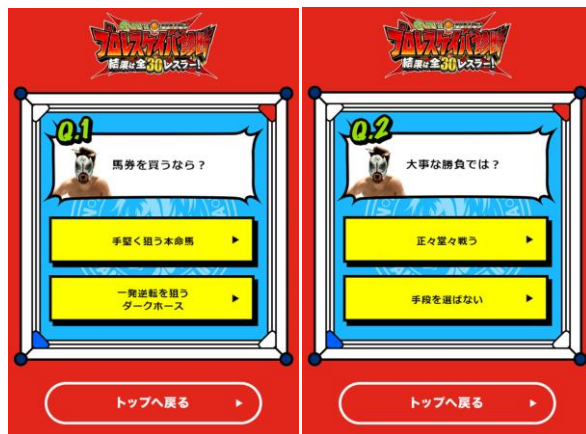 プロレスケイバ診断
結果は全30レスラー!
Q.1
馬券を買うなら？
手堅く狙う本命馬
一発逆転を狙う
ダークホース
トップへ戻る
プロレスケイバ診断
結果は全30レスラー!
Q.2
大事な勝負では？
正々堂々戦う
手段を選ばない
トップへ戻る